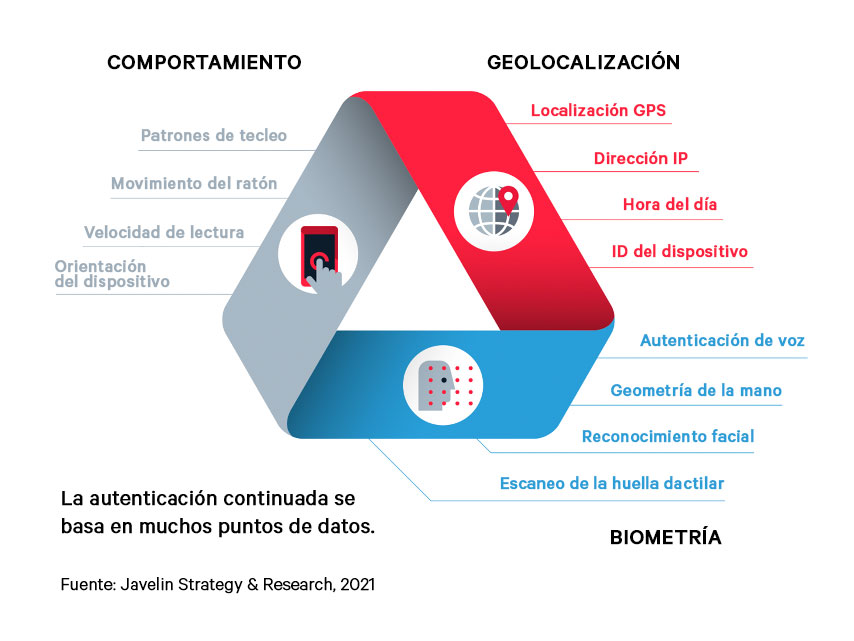 COMPORTAMIENTO
Patrones de tecleo
Movimiento del ratón
Velocidad de lectura
Orientación
del dispositivo
GEOLOCALIZACIÓN
Localización GPS
Dirección IP
Hora del día
ID del dispositivo
Autenticación de voz
Geometría de la mano
Reconocimiento facial
Escaneo de la huella dactilar
BIOMETRÍA
La autenticación continuada se
basa en muchos puntos de datos.
Fuente: Javelin Strategy & Research, 2021